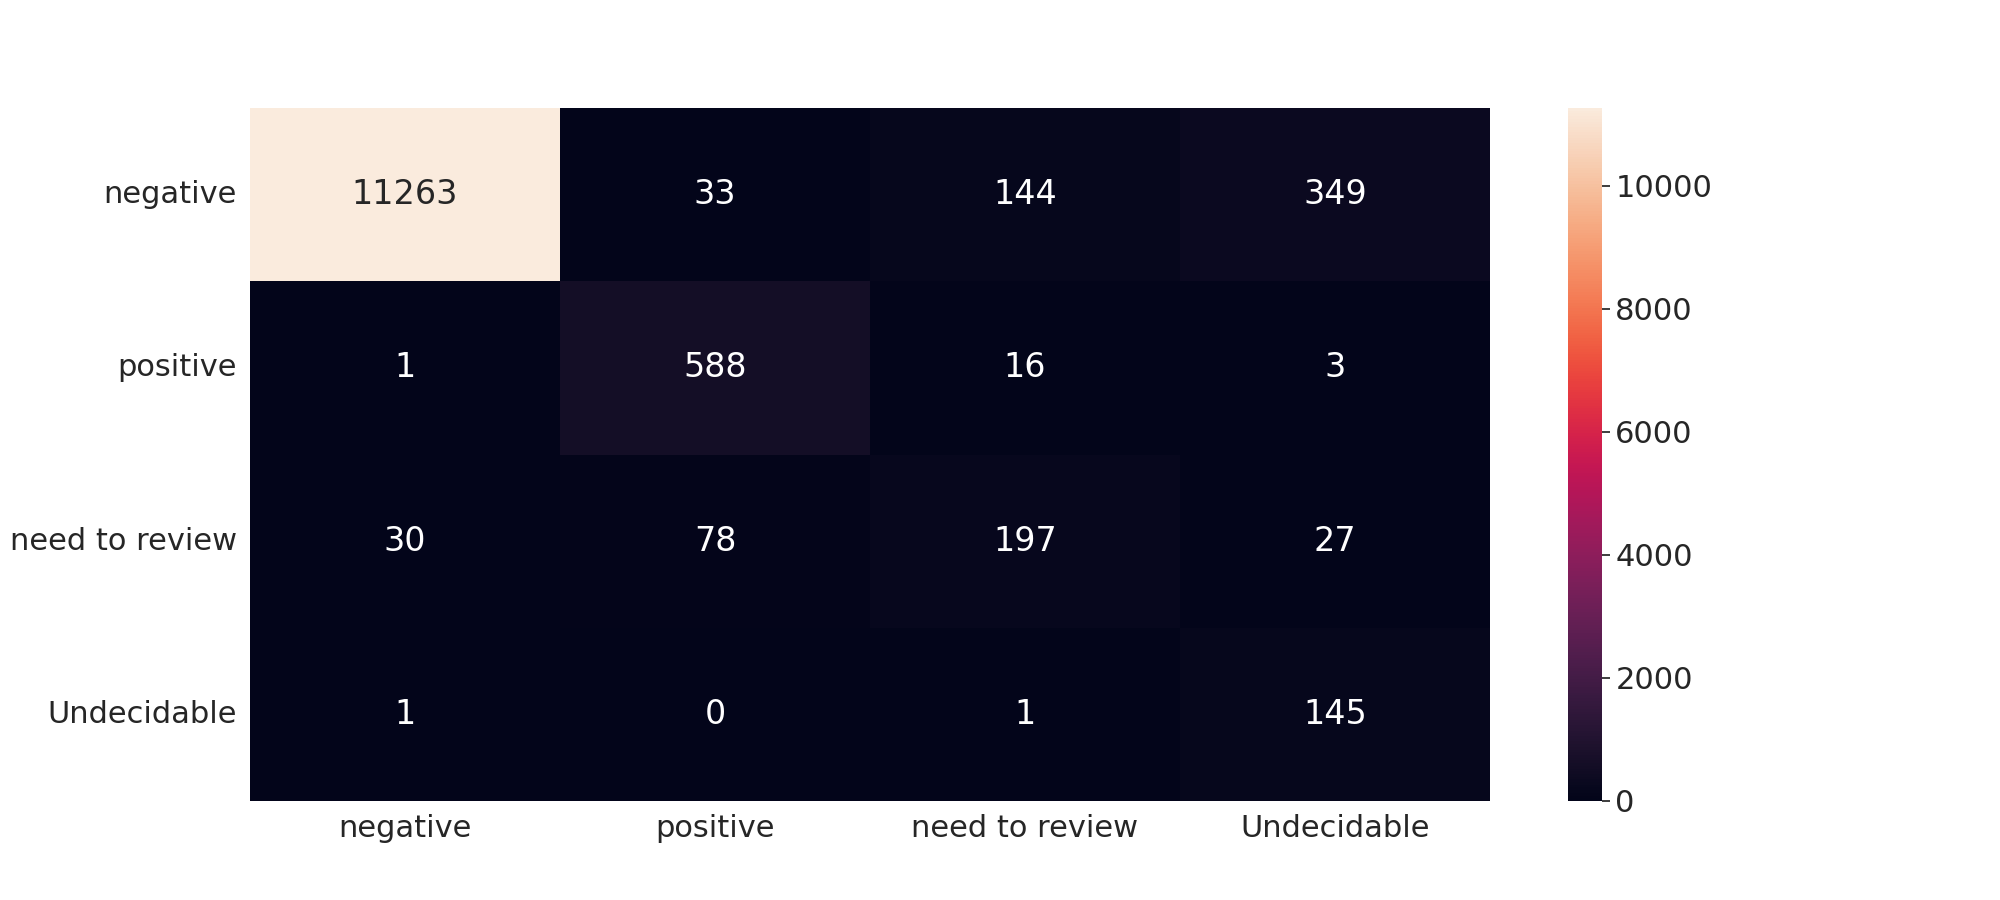 negative 11263 33 144 349
positive 1 588 16 3
need to review 30 78 197 27
Undecidable 1 0 1 145
negative positive need to review Undecidable
10000
8000
6000
4000
2000
0